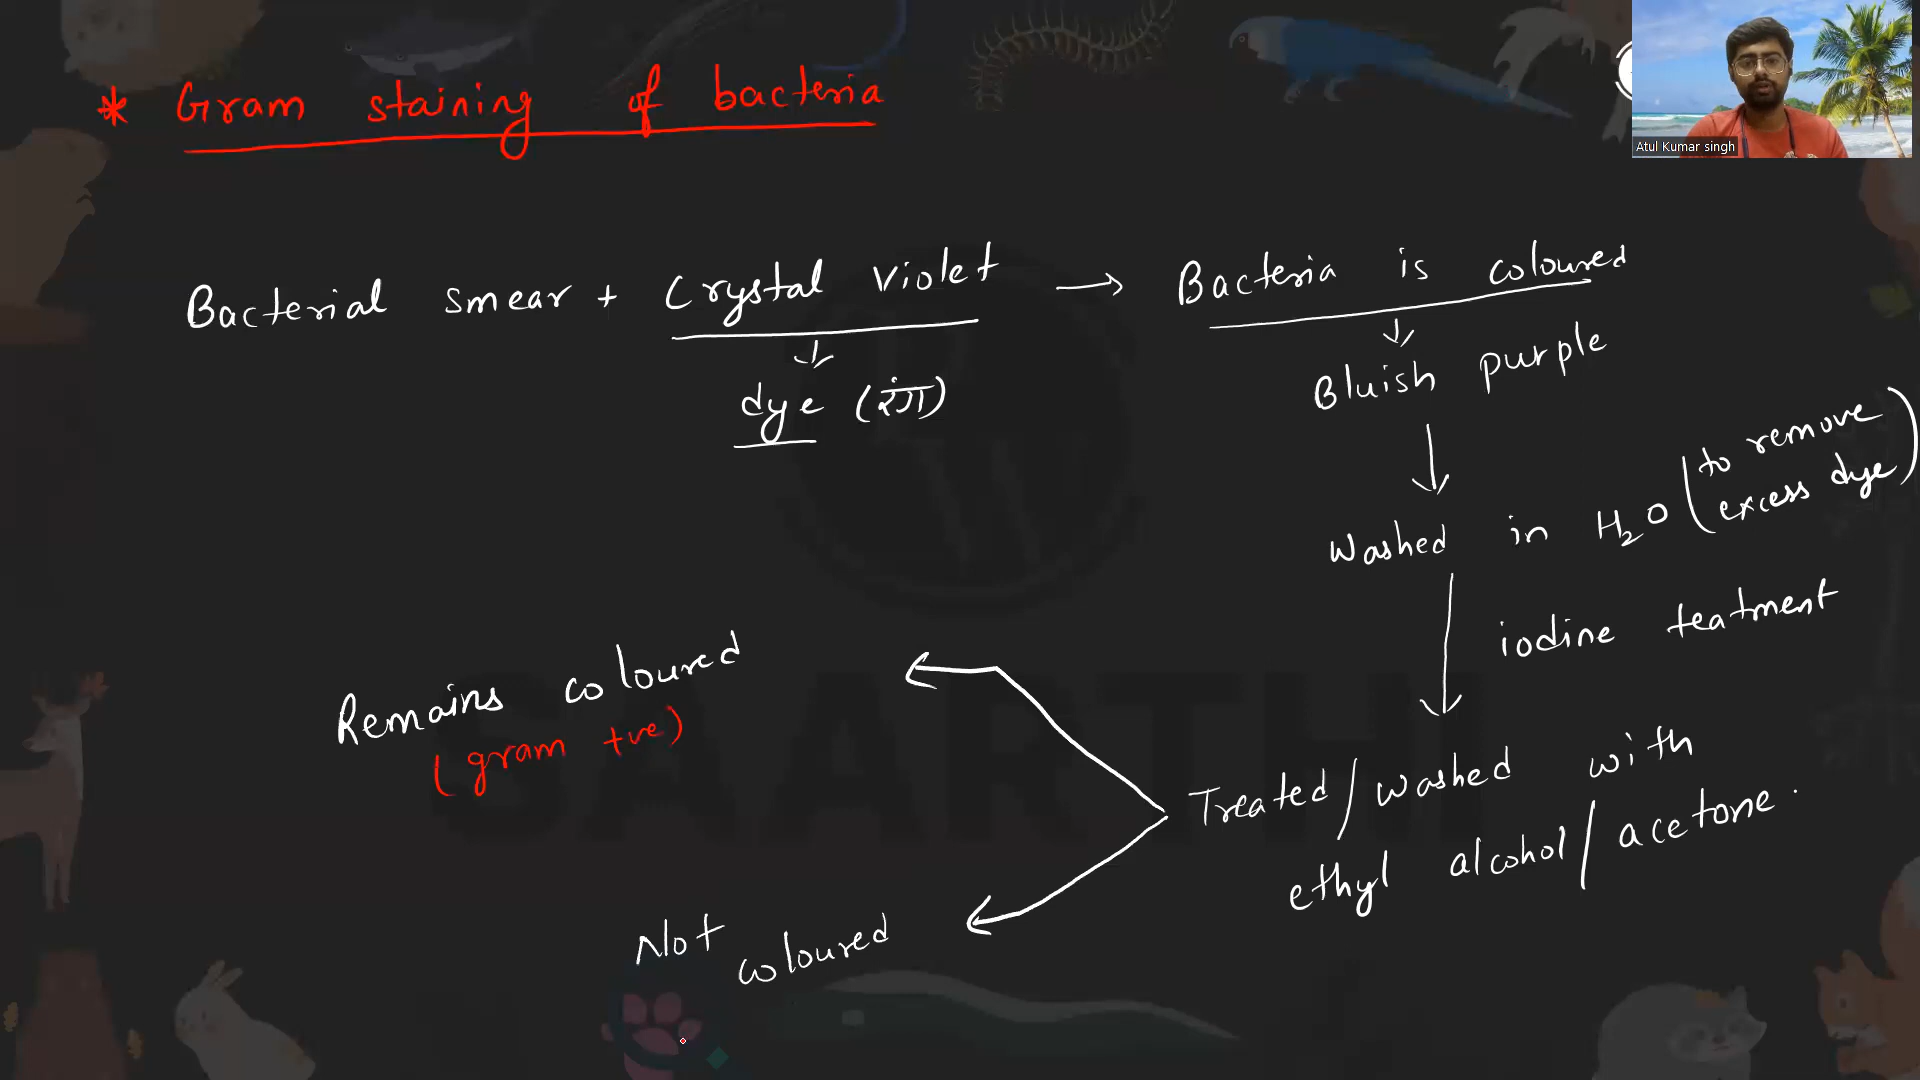 * Gram staining of bacteria
Atul Kumar singh
Bacterial smear + Crystal Violet → Bacteria is coloured
dye (रंग)
Bluish purple
Washed in H₂O (to remove
excess dye)
iodine teatment
Remains coloured
(gram +ve)
Treated/washed with
ethyl alcohol/acetone.
Not
coloured
SAARTHI